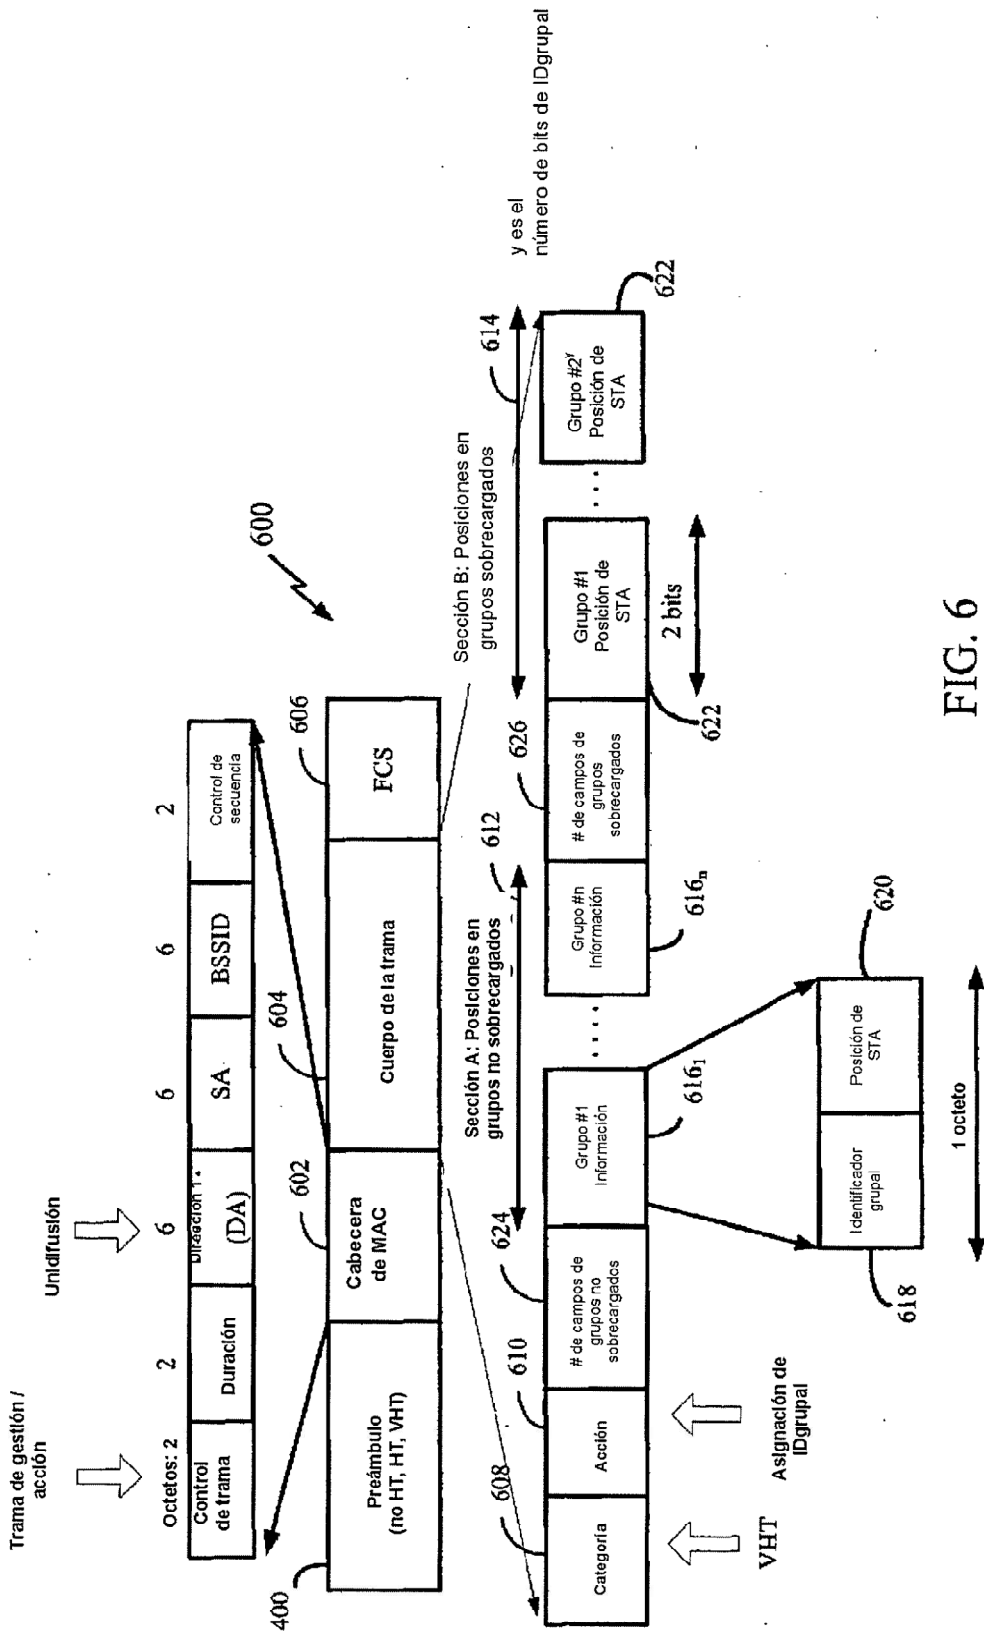 Trama de gestión /
acción
Unidifusión
Octetos: 2
2
6
6
6
2
Control
de trama
Duración
Dirección 1 -
(DA)
SA
BSSID
Control de
secuencia
400
602
604
606
600
Preámbulo
(no HT, HT, VHT)
Cabecera
de MAC
Cuerpo de la trama
FCS
Sección A: Posiciones en
grupos no sobrecargados
612
Sección B: Posiciones en
grupos sobrecargados
614
y es el
número de bits de IDgrupal
608
610
624
626
Categoría
Acción
# de campos de
grupos no
sobrecargados
Grupo #1
Información
.....
Grupo #n
Información
# de campos de
grupos
sobrecargados
Grupo #1
Posición de
STA
....
Grupo #2ʸ
Posición de
STA
616₁
616ₙ
622
2 bits
622
VHT
Asignación de
IDgrupal
618
Identificador
grupal
Posición de
STA
620
1 octeto
FIG. 6